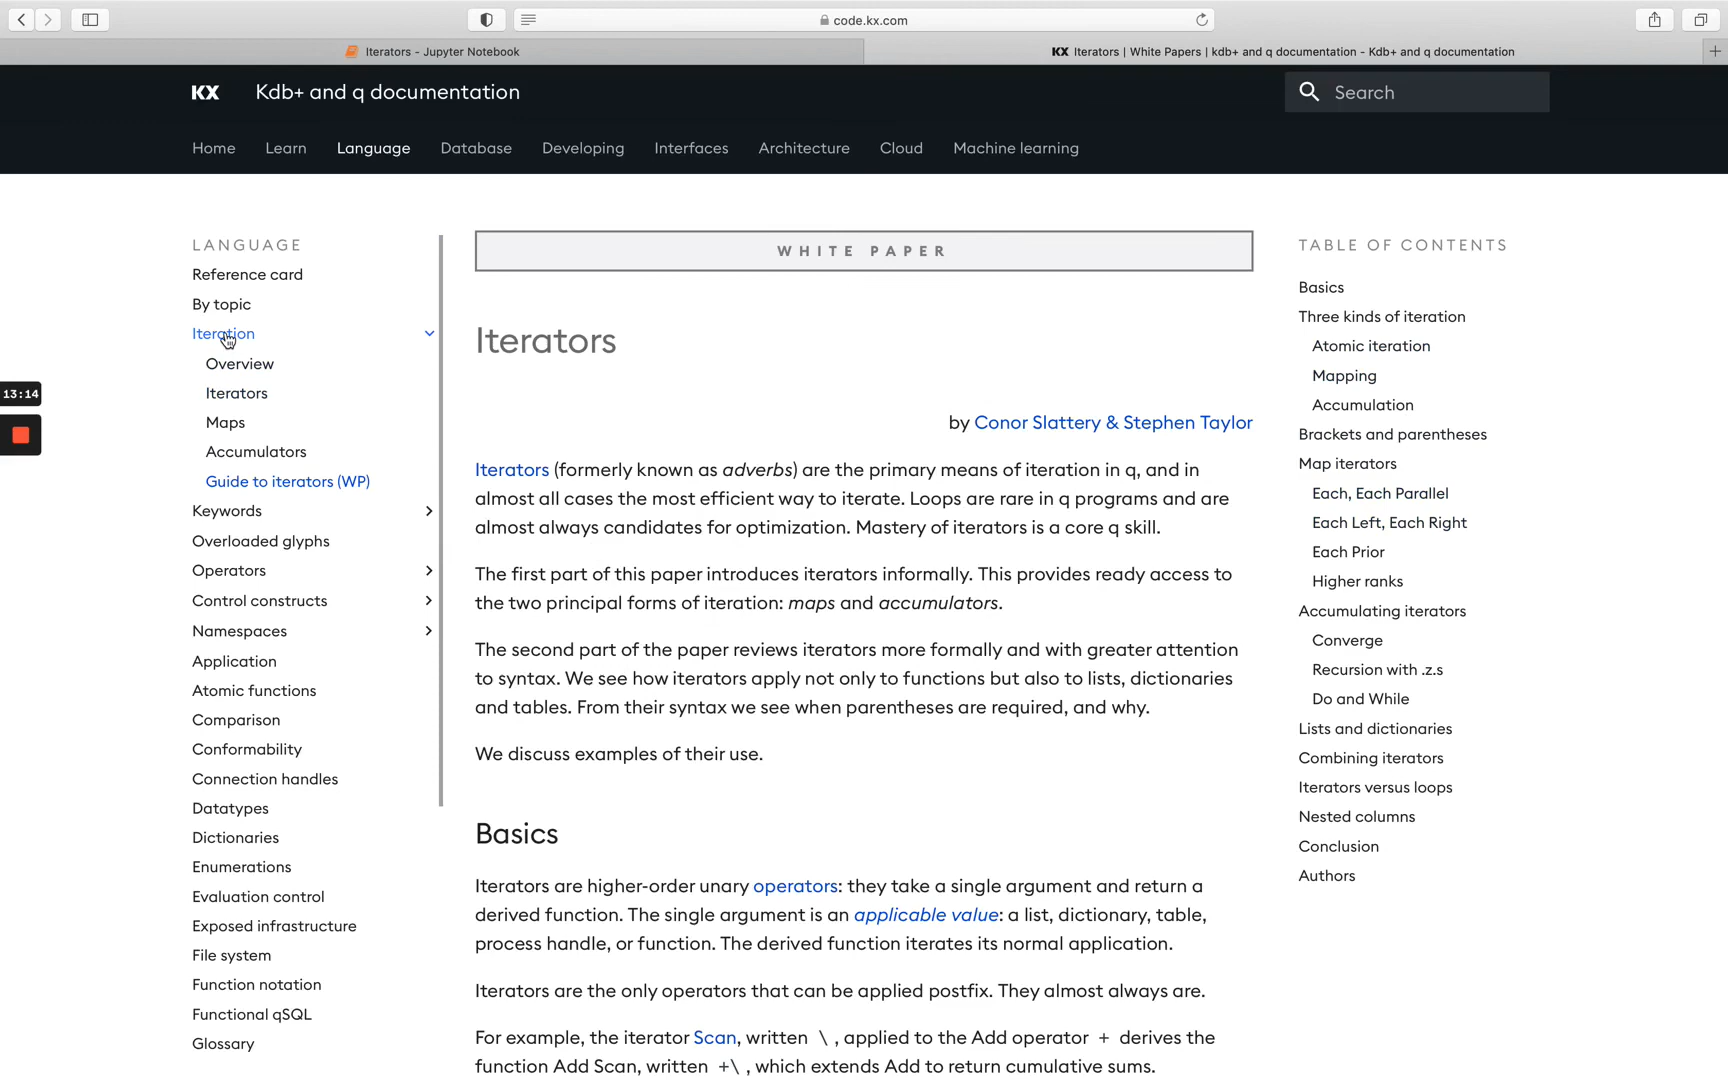 code.kx.com
Iterators - Jupyter Notebook
KX Iterators | White Papers | kdb+ and q documentation - Kdb+ and q documentation
KX
Kdb+ and q documentation
Search
Home
Learn
Language
Database
Developing
Interfaces
Architecture
Cloud
Machine learning
13:14
LANGUAGE
Reference card
By topic
Iteration
Overview
Iterators
Maps
Accumulators
Guide to iterators (WP)
Keywords
Overloaded glyphs
Operators
Control constructs
Namespaces
Application
Atomic functions
Comparison
Conformability
Connection handles
Datatypes
Dictionaries
Enumerations
Evaluation control
Exposed infrastructure
File system
Function notation
Functional qSQL
Glossary
WHITE PAPER
Iterators
by Conor Slattery & Stephen Taylor
Iterators (formerly known as adverbs) are the primary means of iteration in q, and in
almost all cases the most efficient way to iterate. Loops are rare in q programs and are
almost always candidates for optimization. Mastery of iterators is a core q skill.
The first part of this paper introduces iterators informally. This provides ready access to
the two principal forms of iteration: maps and accumulators.
The second part of the paper reviews iterators more formally and with greater attention
to syntax. We see how iterators apply not only to functions but also to lists, dictionaries
and tables. From their syntax we see when parentheses are required, and why.
We discuss examples of their use.
Basics
Iterators are higher-order unary operators: they take a single argument and return a
derived function. The single argument is an applicable value: a list, dictionary, table,
process handle, or function. The derived function iterates its normal application.
Iterators are the only operators that can be applied postfix. They almost always are.
For example, the iterator Scan, written \ , applied to the Add operator + derives the
function Add Scan, written +\ , which extends Add to return cumulative sums.
TABLE OF CONTENTS
Basics
Three kinds of iteration
Atomic iteration
Mapping
Accumulation
Brackets and parentheses
Map iterators
Each, Each Parallel
Each Left, Each Right
Each Prior
Higher ranks
Accumulating iterators
Converge
Recursion with .z.s
Do and While
Lists and dictionaries
Combining iterators
Iterators versus loops
Nested columns
Conclusion
Authors